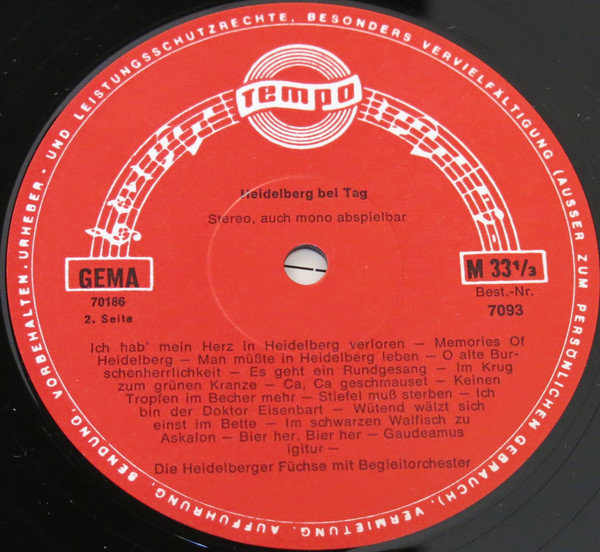 BENDUNG, VORBEHALTEN. URHEBER- UND LEISTUNGSSCHUTZRECHTE, BESONDERS VERVIELFÄLTIGUNG (AUSSER ZUM PERSÖNLICHEN GEBRAUCH), VERMIETUNG, AUFFÜHRUNG,
Tempo
Heidelberg bei Tag
Stereo, auch mono abspielbar
GEMA
70186
2. Seite
M 33 1/3
Best.-Nr.
7093
Ich hab' mein Herz in Heidelberg verloren – Memories Of
Heidelberg – Man müßte in Heidelberg leben – O alte Bur-
schenherrlichkeit – Es geht ein Rundgesang – Im Krug
zum grünen Kranze – Ca, Ca geschmauset – Keinen
Tropfen im Becher mehr – Stiefel muß sterben – Ich
bin der Doktor Eisenbart – Wütend wälzt sich
einst im Bette – Im schwarzen Walfisch zu
Askalon – Bier her, Bier her – Gaudeamus
igitur –
Die Heidelberger Füchse mit Begleitorchester